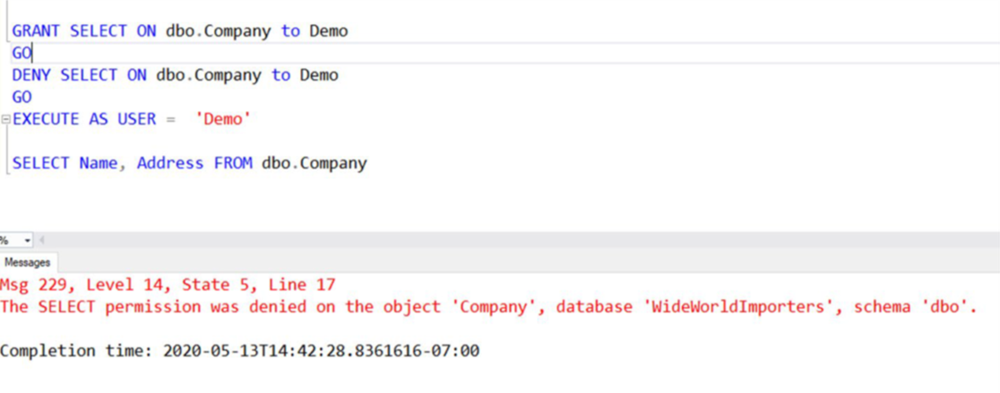 GRANT SELECT ON dbo.Company to Demo
GO
DENY SELECT ON dbo.Company to Demo
GO
EXECUTE AS USER = 'Demo'
SELECT Name, Address FROM dbo.Company
%
Messages
Msg 229, Level 14, State 5, Line 17
The SELECT permission was denied on the object 'Company', database 'WideWorldImporters', schema 'dbo'.
Completion time: 2020-05-13T14:42:28.8361616-07:00